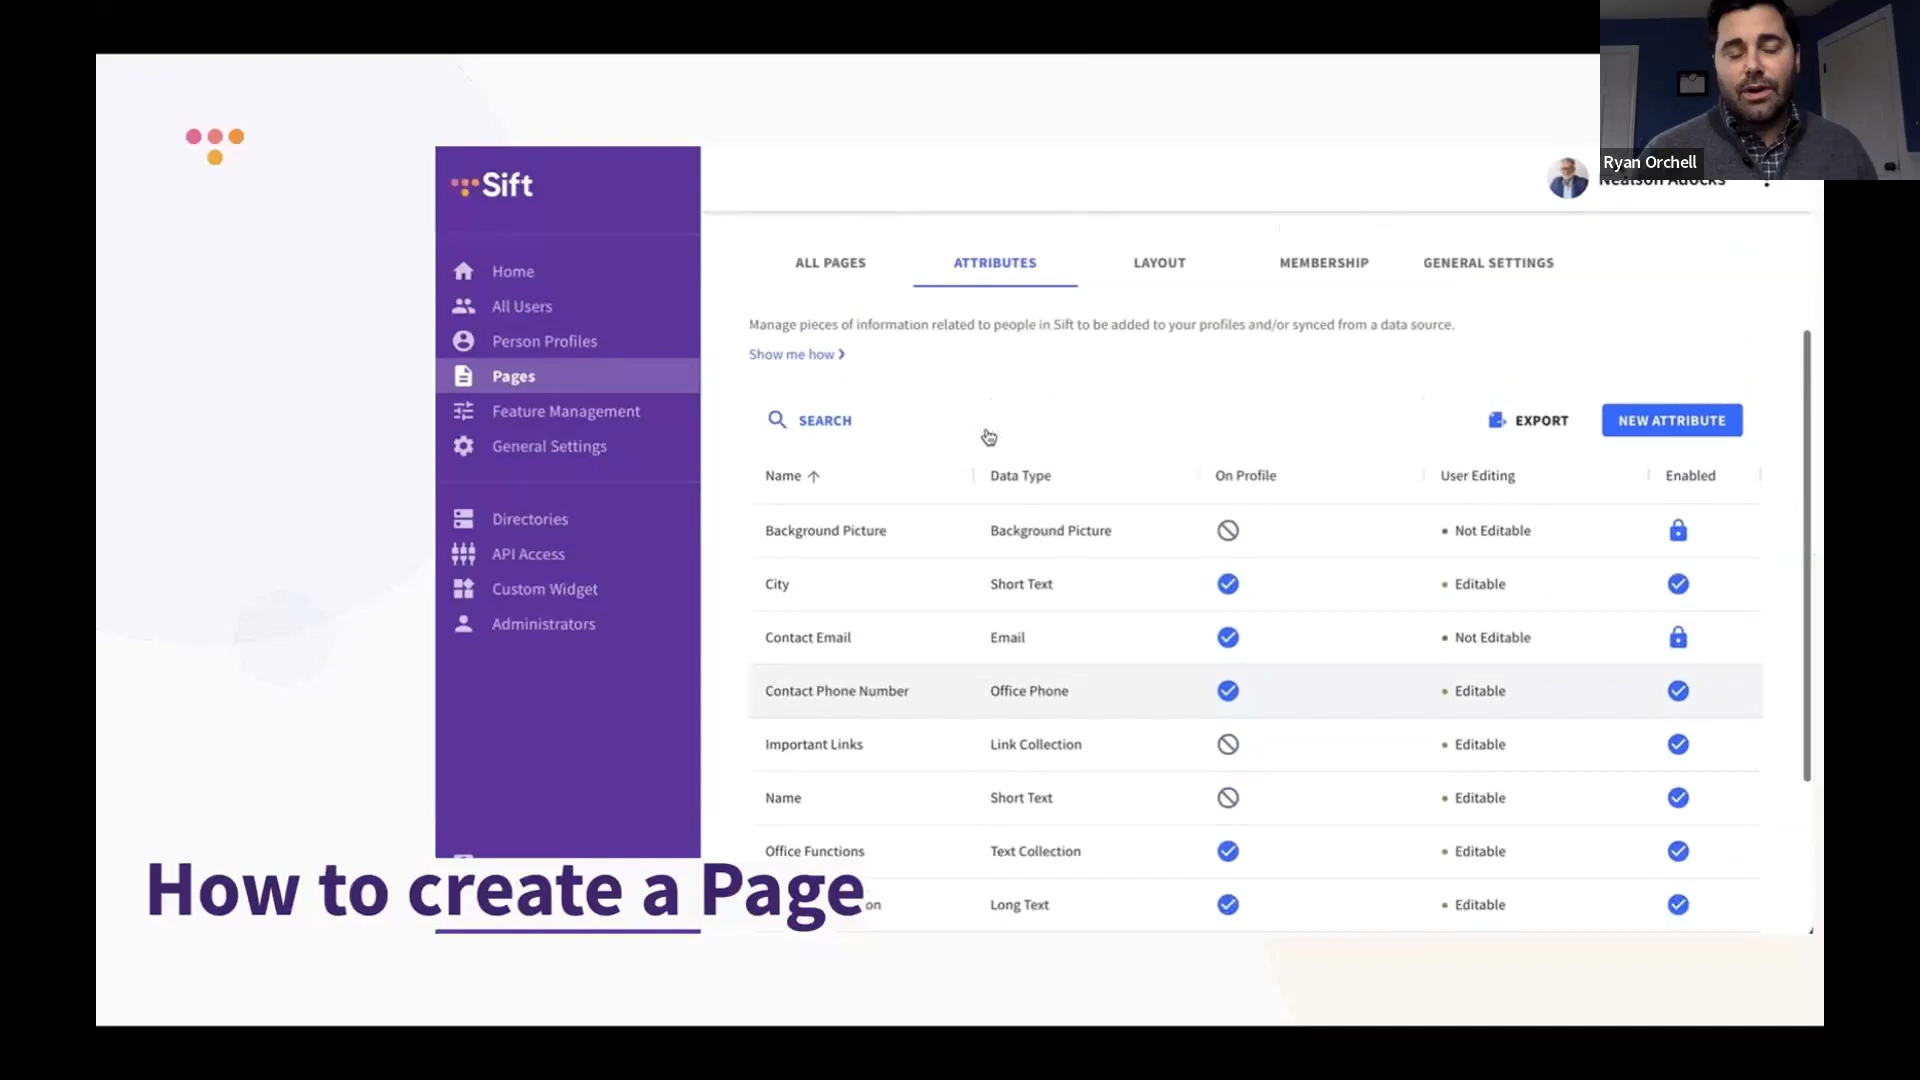 Ryan Orchell
Nealson Adocks
Sift
Home
All Users
Person Profiles
Pages
Feature Management
General Settings
Directories
API Access
Custom Widget
Administrators
ALL PAGES ATTRIBUTES LAYOUT MEMBERSHIP GENERAL SETTINGS
Manage pieces of information related to people in Sift to be added to your profiles and/or synced from a data source.
Show me how
SEARCH EXPORT NEW ATTRIBUTE
Name Data Type On Profile User Editing Enabled
Background Picture Background Picture Not Editable
City Short Text Editable
Contact Email Email Not Editable
Contact Phone Number Office Phone Editable
Important Links Link Collection Editable
Name Short Text Editable
Office Functions Text Collection Editable
on Long Text Editable
How to create a Page